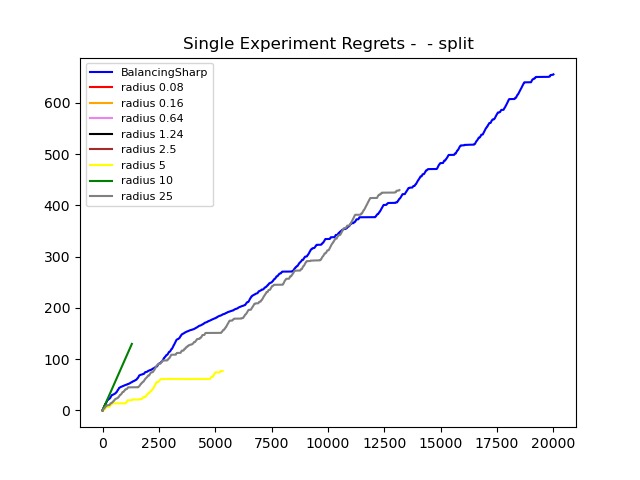 Single Experiment Regrets -  - split
BalancingSharp
radius 0.08
radius 0.16
radius 0.64
radius 1.24
radius 2.5
radius 5
radius 10
radius 25
600
500
400
300
200
100
0
0 2500 5000 7500 10000 12500 15000 17500 20000